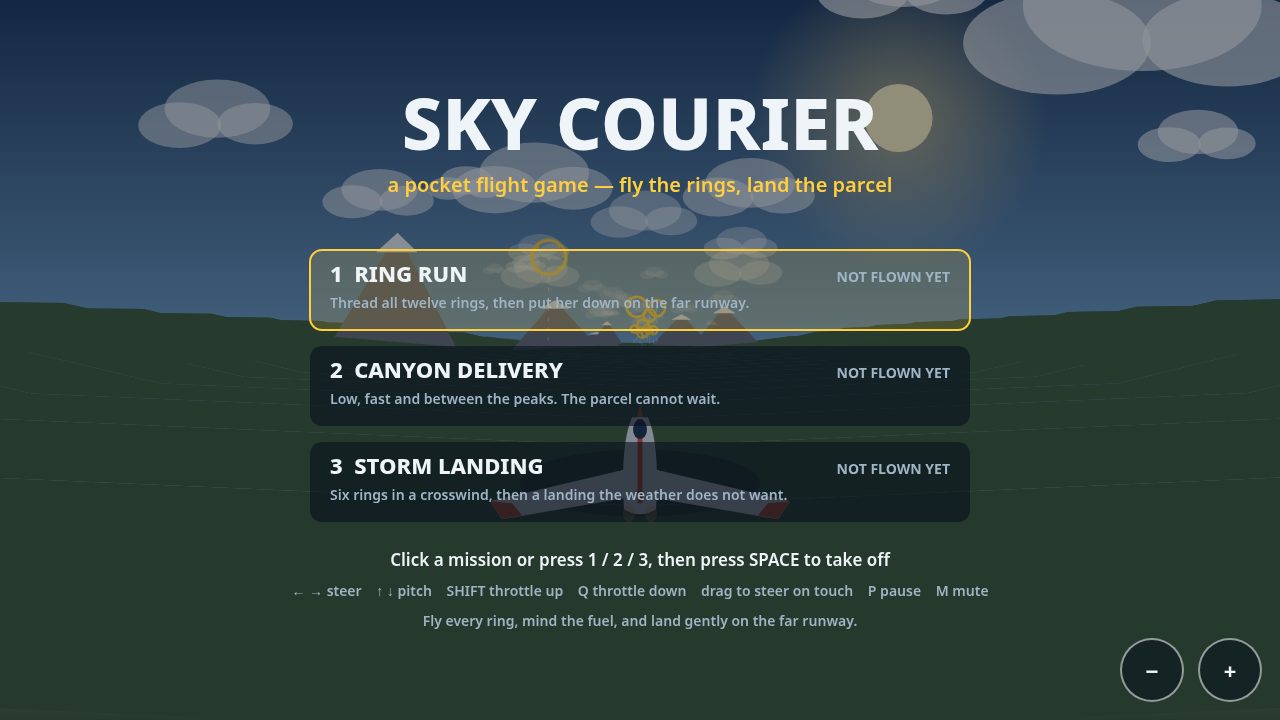 SKY COURIER
a pocket flight game — fly the rings, land the parcel
1 RING RUN NOT FLOWN YET
Thread all twelve rings, then put her down on the far runway.
2 CANYON DELIVERY NOT FLOWN YET
Low, fast and between the peaks. The parcel cannot wait.
3 STORM LANDING NOT FLOWN YET
Six rings in a crosswind, then a landing the weather does not want.
Click a mission or press 1 / 2 / 3, then press SPACE to take off
← → steer ↑ ↓ pitch SHIFT throttle up Q throttle down drag to steer on touch P pause M mute
Fly every ring, mind the fuel, and land gently on the far runway.
− +